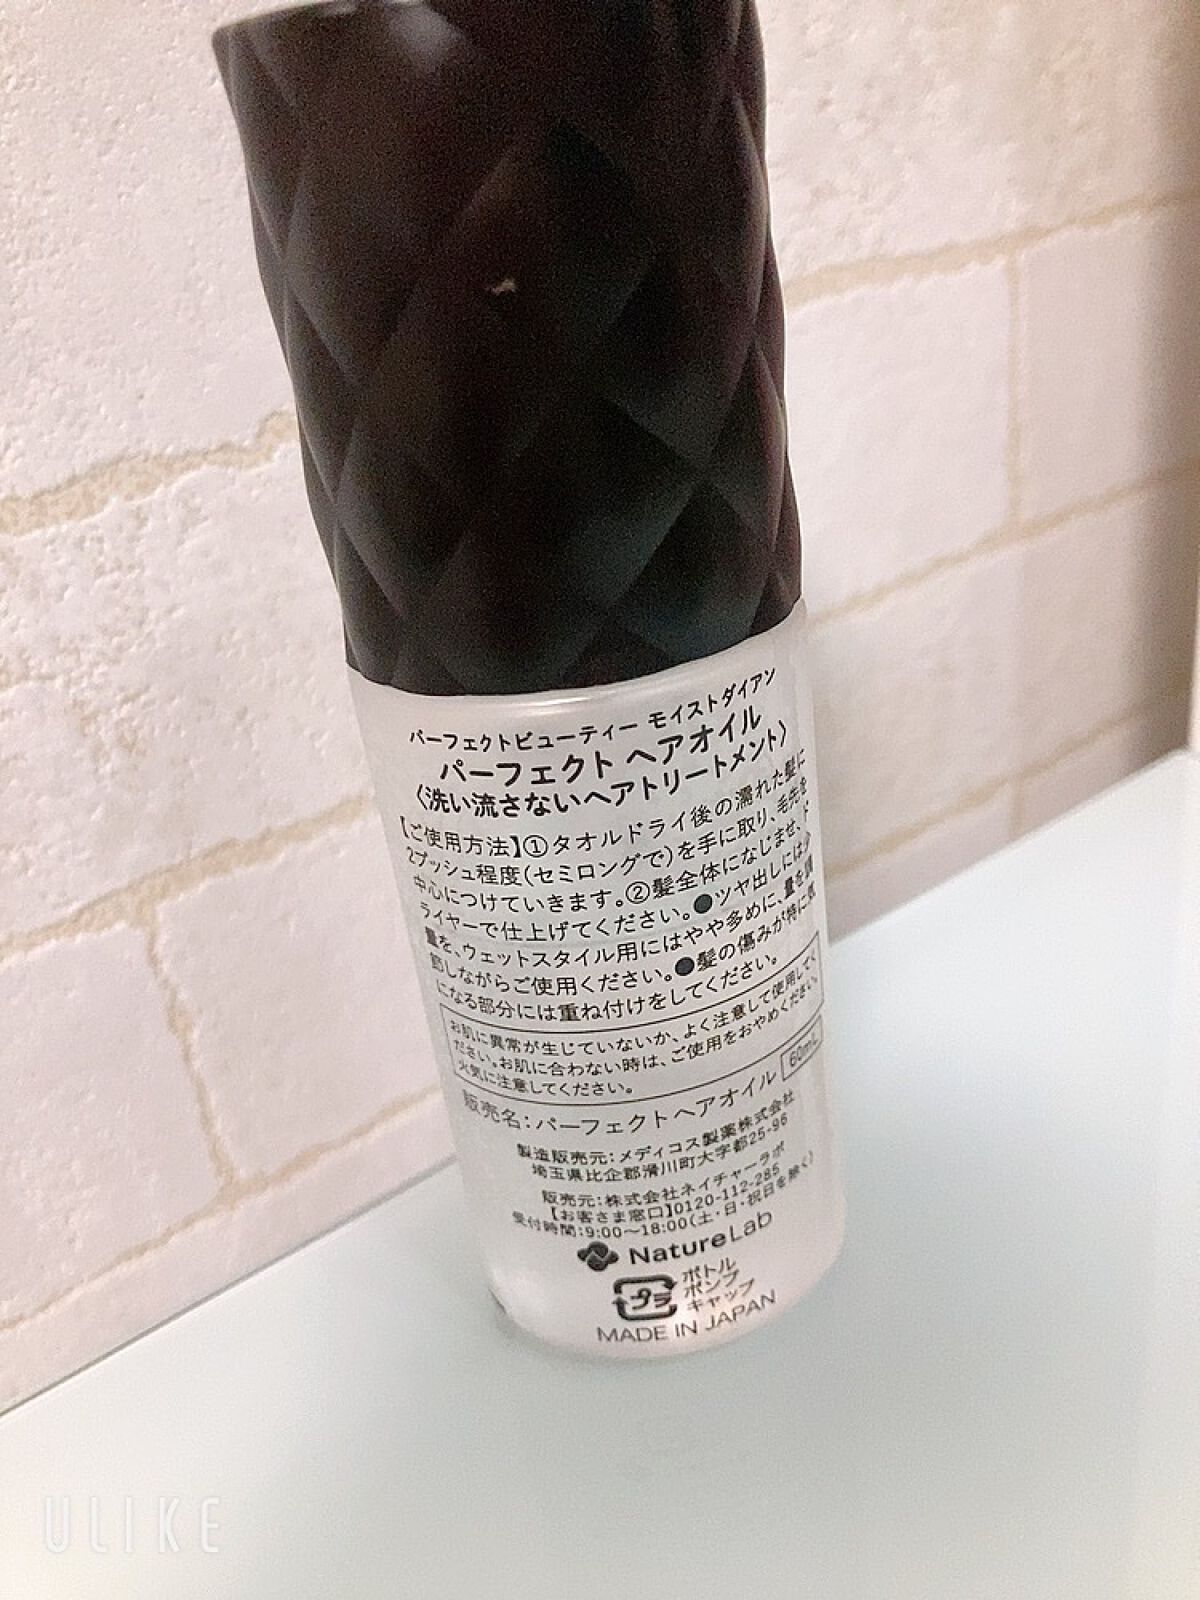 パーフェクトビューティー モイストダイアン
パーフェクト ヘアオイル
〈洗い流さないヘアトリートメント〉
【ご使用方法】①タオルドライ後の濡れた髪に
2プッシュ程度(セミロングで)を手に取り、毛先を
中心につけていきます。②髪全体になじませ、ド
ライヤーで仕上げてください。●ツヤ出しには少
量を、ウェットスタイル用にはやや多めに、量を調
節しながらご使用ください。●髪の傷みが特に気
になる部分には重ね付けをしてください。
お肌に異常が生じていないか、よく注意して使用してく
ださい。お肌に合わない時は、ご使用をおやめください。
火気に注意してください。
販売名:パーフェクトヘアオイル 60mL
製造販売元:メディコス製薬株式会社
埼玉県比企郡滑川町大字都25-96
販売元:株式会社ネイチャーラボ
【お客さま窓口】0120-112-285
受付時間:9:00〜18:00(土・日・祝日を除く)
NatureLab
プラ
ボトル
ポンプ
キャップ
MADE IN JAPAN
ULIKE